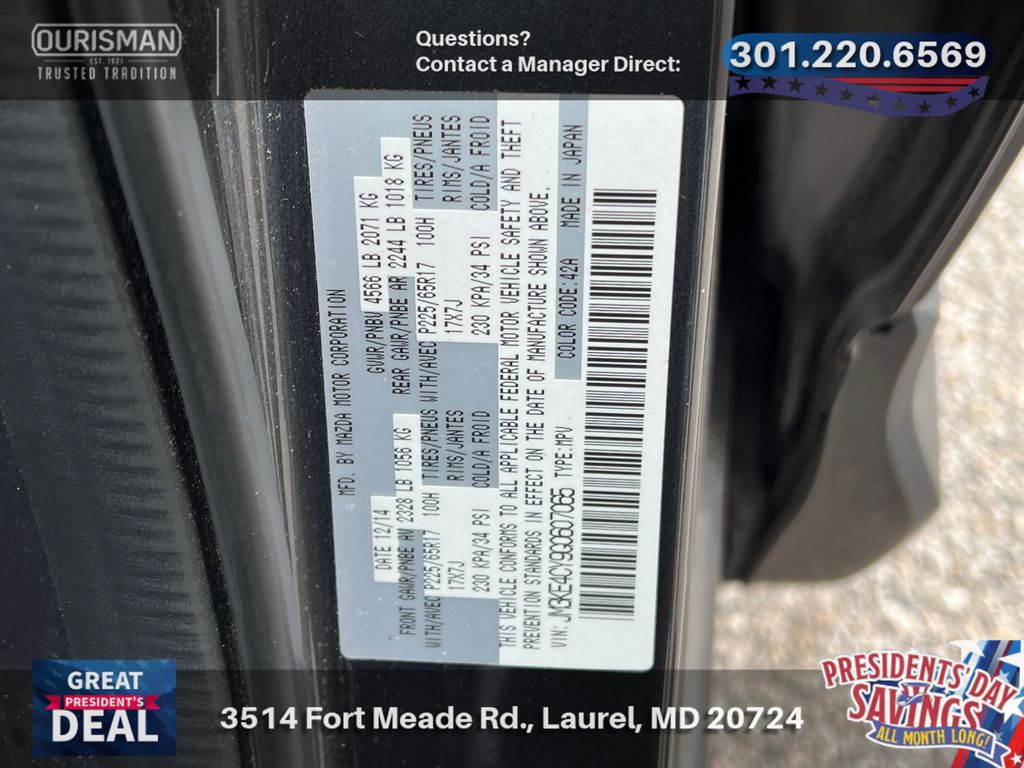 OURISMAN
EST. 1921
TRUSTED TRADITION
Questions?
Contact a Manager Direct:
301.220.6569
MFD. BY MAZDA MOTOR CORPORATION
DATE 12/14 GVWR/PNBV 4566 LB 2071 KG
FRONT GAWR/PNBE AV 2328 LB 1056 KG REAR GAWR/PNBE AR 2244 LB 1018 KG
WITH/AVEC P225/65R17 100H TIRES/PNEUS WITH/AVEC P225/65R17 100H TIRES/PNEUS
17X7J RIMS/JANTES 17X7J RIMS/JANTES
230 KPA/34 PSI COLD/A FROID 230 KPA/34 PSI COLD/A FROID
THIS VEHICLE CONFORMS TO ALL APPLICABLE FEDERAL MOTOR VEHICLE SAFETY AND THEFT
PREVENTION STANDARDS IN EFFECT ON THE DATE OF MANUFACTURE SHOWN ABOVE.
VIN: JM3KE4CY9G0607065 TYPE:MPV COLOR CODE:42A MADE IN JAPAN
GREAT
PRESIDENT'S
DEAL
3514 Fort Meade Rd., Laurel, MD 20724
PRESIDENTS' DAY
SAVINGS
ALL MONTH LONG!